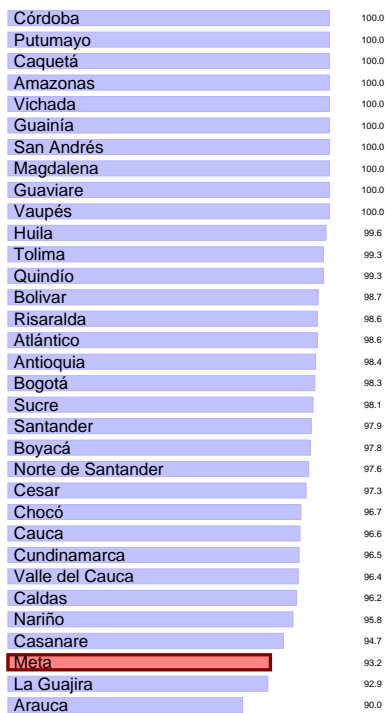 Córdoba 100.0
Putumayo 100.0
Caquetá 100.0
Amazonas 100.0
Vichada 100.0
Guainía 100.0
San Andrés 100.0
Magdalena 100.0
Guaviare 100.0
Vaupés 100.0
Huila 99.6
Tolima 99.3
Quindío 99.3
Bolivar 98.7
Risaralda 98.6
Atlántico 98.6
Antioquia 98.4
Bogotá 98.3
Sucre 98.1
Santander 97.9
Boyacá 97.8
Norte de Santander 97.6
Cesar 97.3
Chocó 96.7
Cauca 96.6
Cundinamarca 96.5
Valle del Cauca 96.4
Caldas 96.2
Nariño 95.8
Casanare 94.7
Meta 93.2
La Guajira 92.9
Arauca 90.0